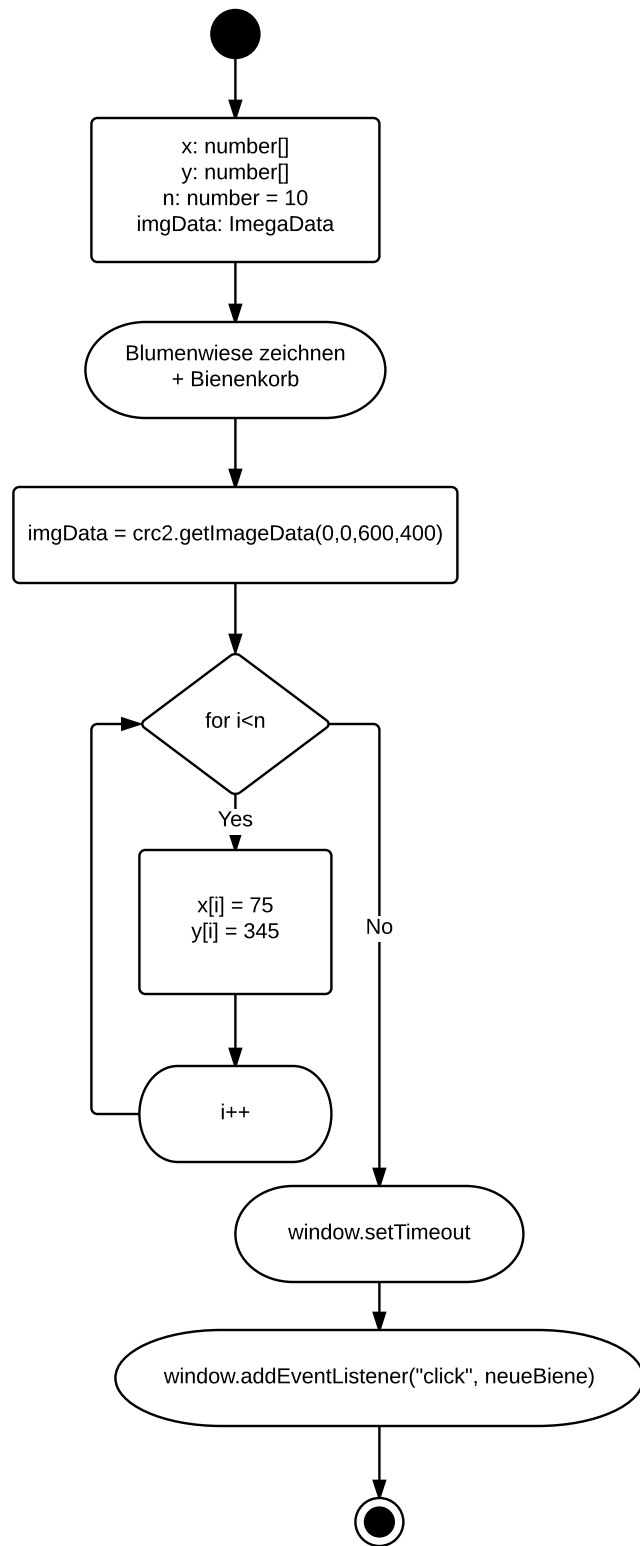 x: number[]
y: number[]
n: number = 10
imgData: ImegaData
Blumenwiese zeichnen
+ Bienenkorb
imgData = crc2.getImageData(0,0,600,400)
for i<n
Yes
x[i] = 75
y[i] = 345
No
i++
window.setTimeout
window.addEventListener("click", neueBiene)